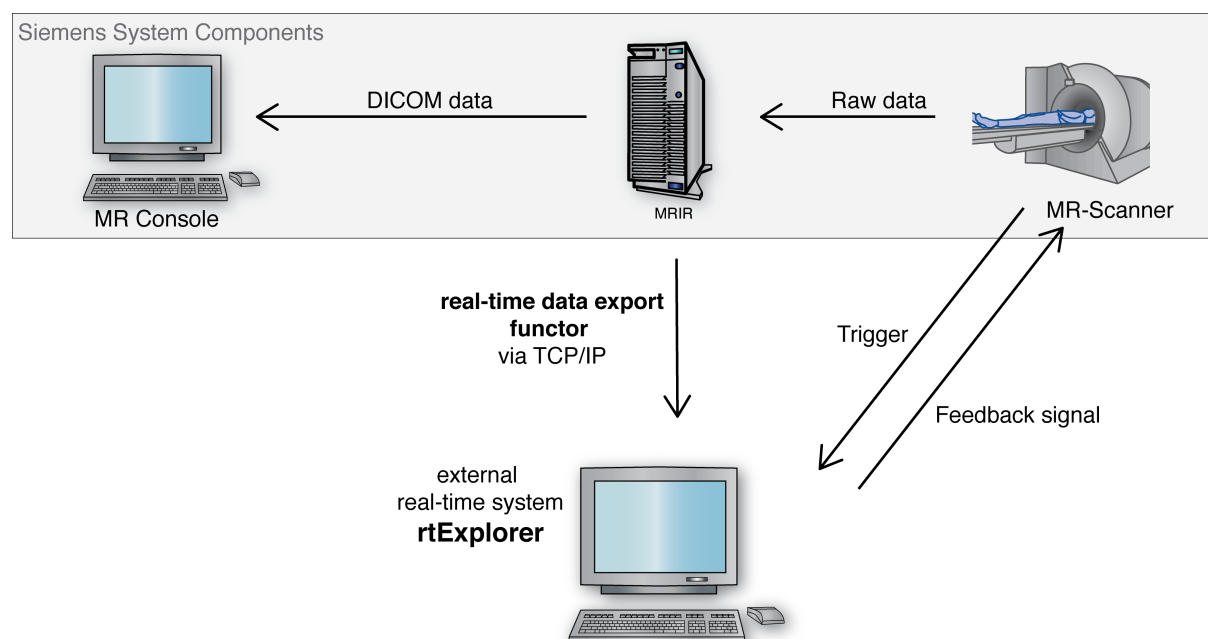 Siemens System Components
DICOM data
Raw data
MR Console
MRIR
MR-Scanner
real-time data export
functor
via TCP/IP
Trigger
Feedback signal
external
real-time system
rtExplorer